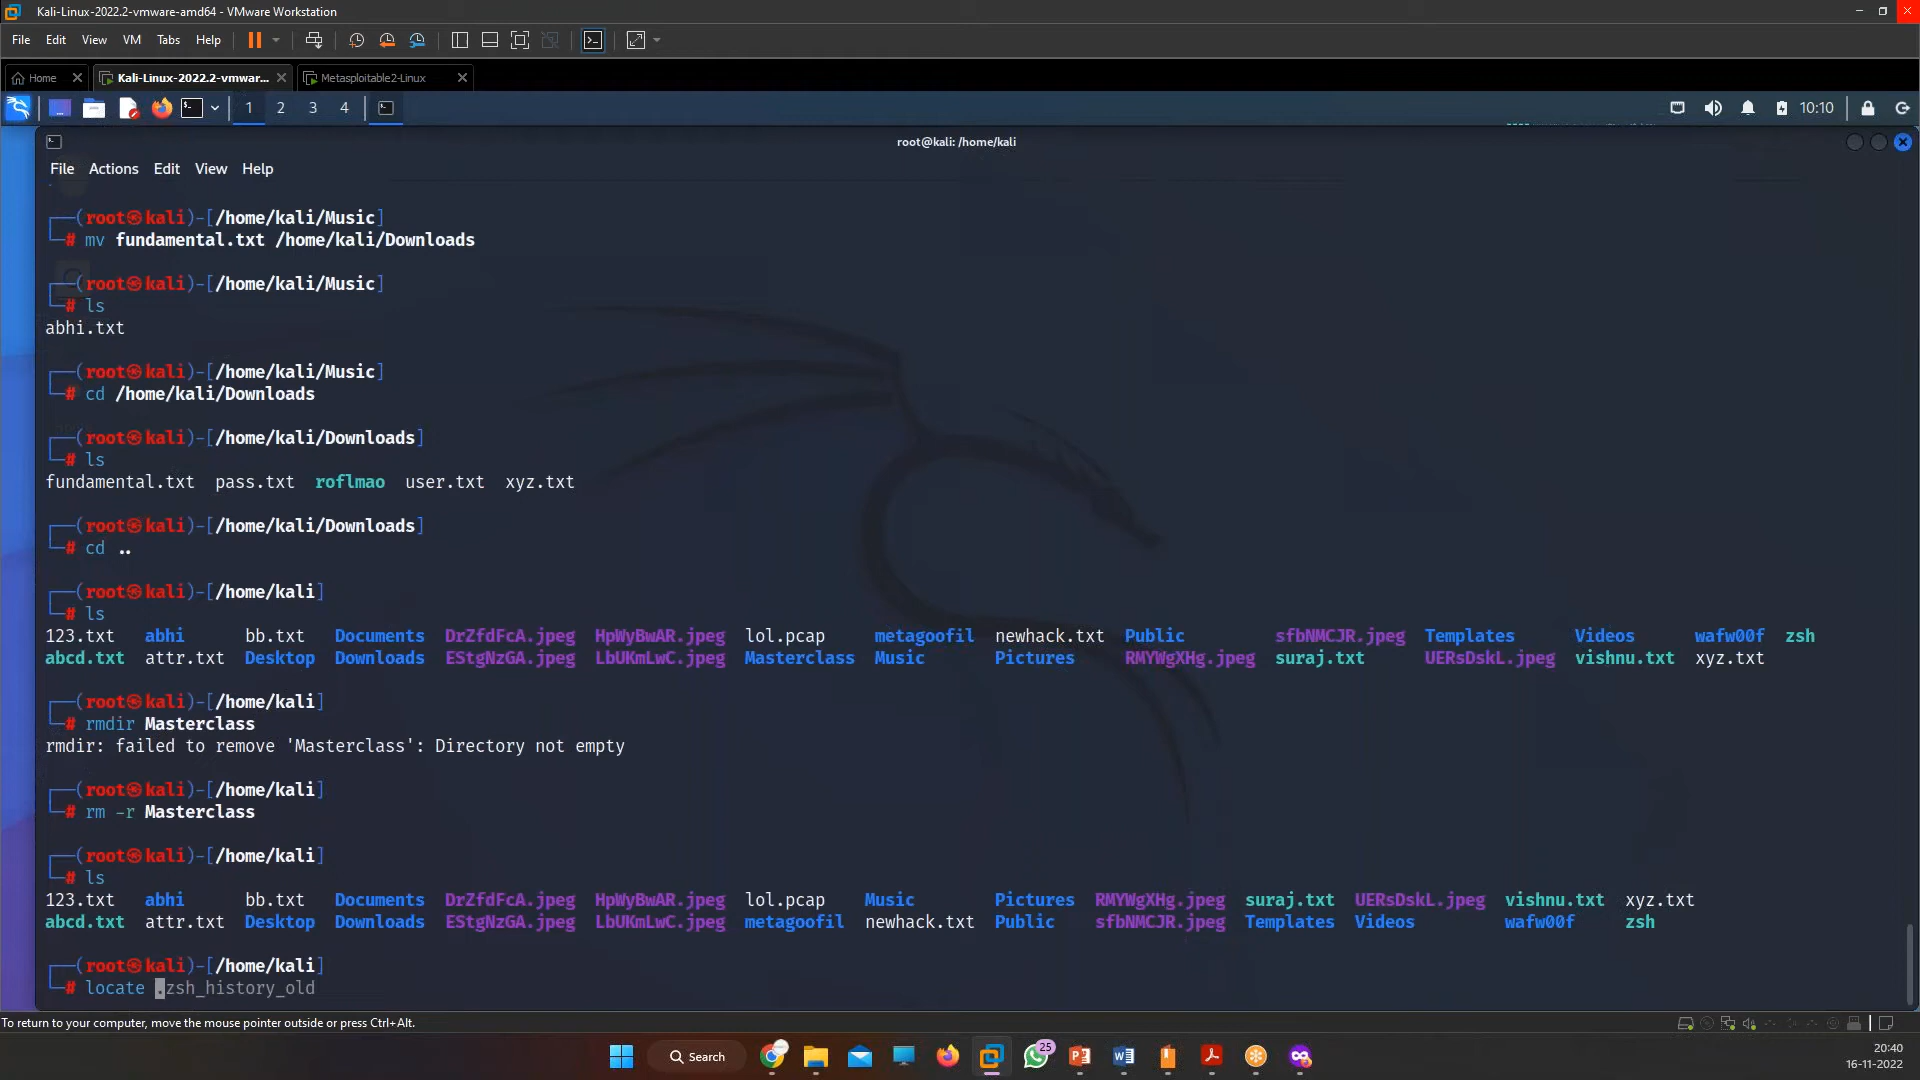 Kali-Linux-2022.2-vmware-amd64 - VMware Workstation
File Edit View VM Tabs Help
Home Kali-Linux-2022.2-vmwar... Metasploitable2-Linux
1 2 3 4 10:10
root@kali: /home/kali
File Actions Edit View Help
┌──(root㉿kali)-[/home/kali/Music]
└─# mv fundamental.txt /home/kali/Downloads
┌──(root㉿kali)-[/home/kali/Music]
└─# ls
abhi.txt
┌──(root㉿kali)-[/home/kali/Music]
└─# cd /home/kali/Downloads
┌──(root㉿kali)-[/home/kali/Downloads]
└─# ls
fundamental.txt pass.txt roflmao user.txt xyz.txt
┌──(root㉿kali)-[/home/kali/Downloads]
└─# cd ..
┌──(root㉿kali)-[/home/kali]
└─# ls
123.txt abhi bb.txt Documents DrZfdFcA.jpeg HpWyBwAR.jpeg lol.pcap metagoofil newhack.txt Public sfbNMCJR.jpeg Templates Videos wafw00f zsh
abcd.txt attr.txt Desktop Downloads EStgNzGA.jpeg LbUKmLwC.jpeg Masterclass Music Pictures RMYWgXHg.jpeg suraj.txt UERsDskL.jpeg vishnu.txt xyz.txt
┌──(root㉿kali)-[/home/kali]
└─# rmdir Masterclass
rmdir: failed to remove 'Masterclass': Directory not empty
┌──(root㉿kali)-[/home/kali]
└─# rm -r Masterclass
┌──(root㉿kali)-[/home/kali]
└─# ls
123.txt abhi bb.txt Documents DrZfdFcA.jpeg HpWyBwAR.jpeg lol.pcap Music Pictures RMYWgXHg.jpeg suraj.txt UERsDskL.jpeg vishnu.txt xyz.txt
abcd.txt attr.txt Desktop Downloads EStgNzGA.jpeg LbUKmLwC.jpeg metagoofil newhack.txt Public sfbNMCJR.jpeg Templates Videos wafw00f zsh
┌──(root㉿kali)-[/home/kali]
└─# locate .zsh_history_old
To return to your computer, move the mouse pointer outside or press Ctrl+Alt.
Search 25 20:40
16-11-2022